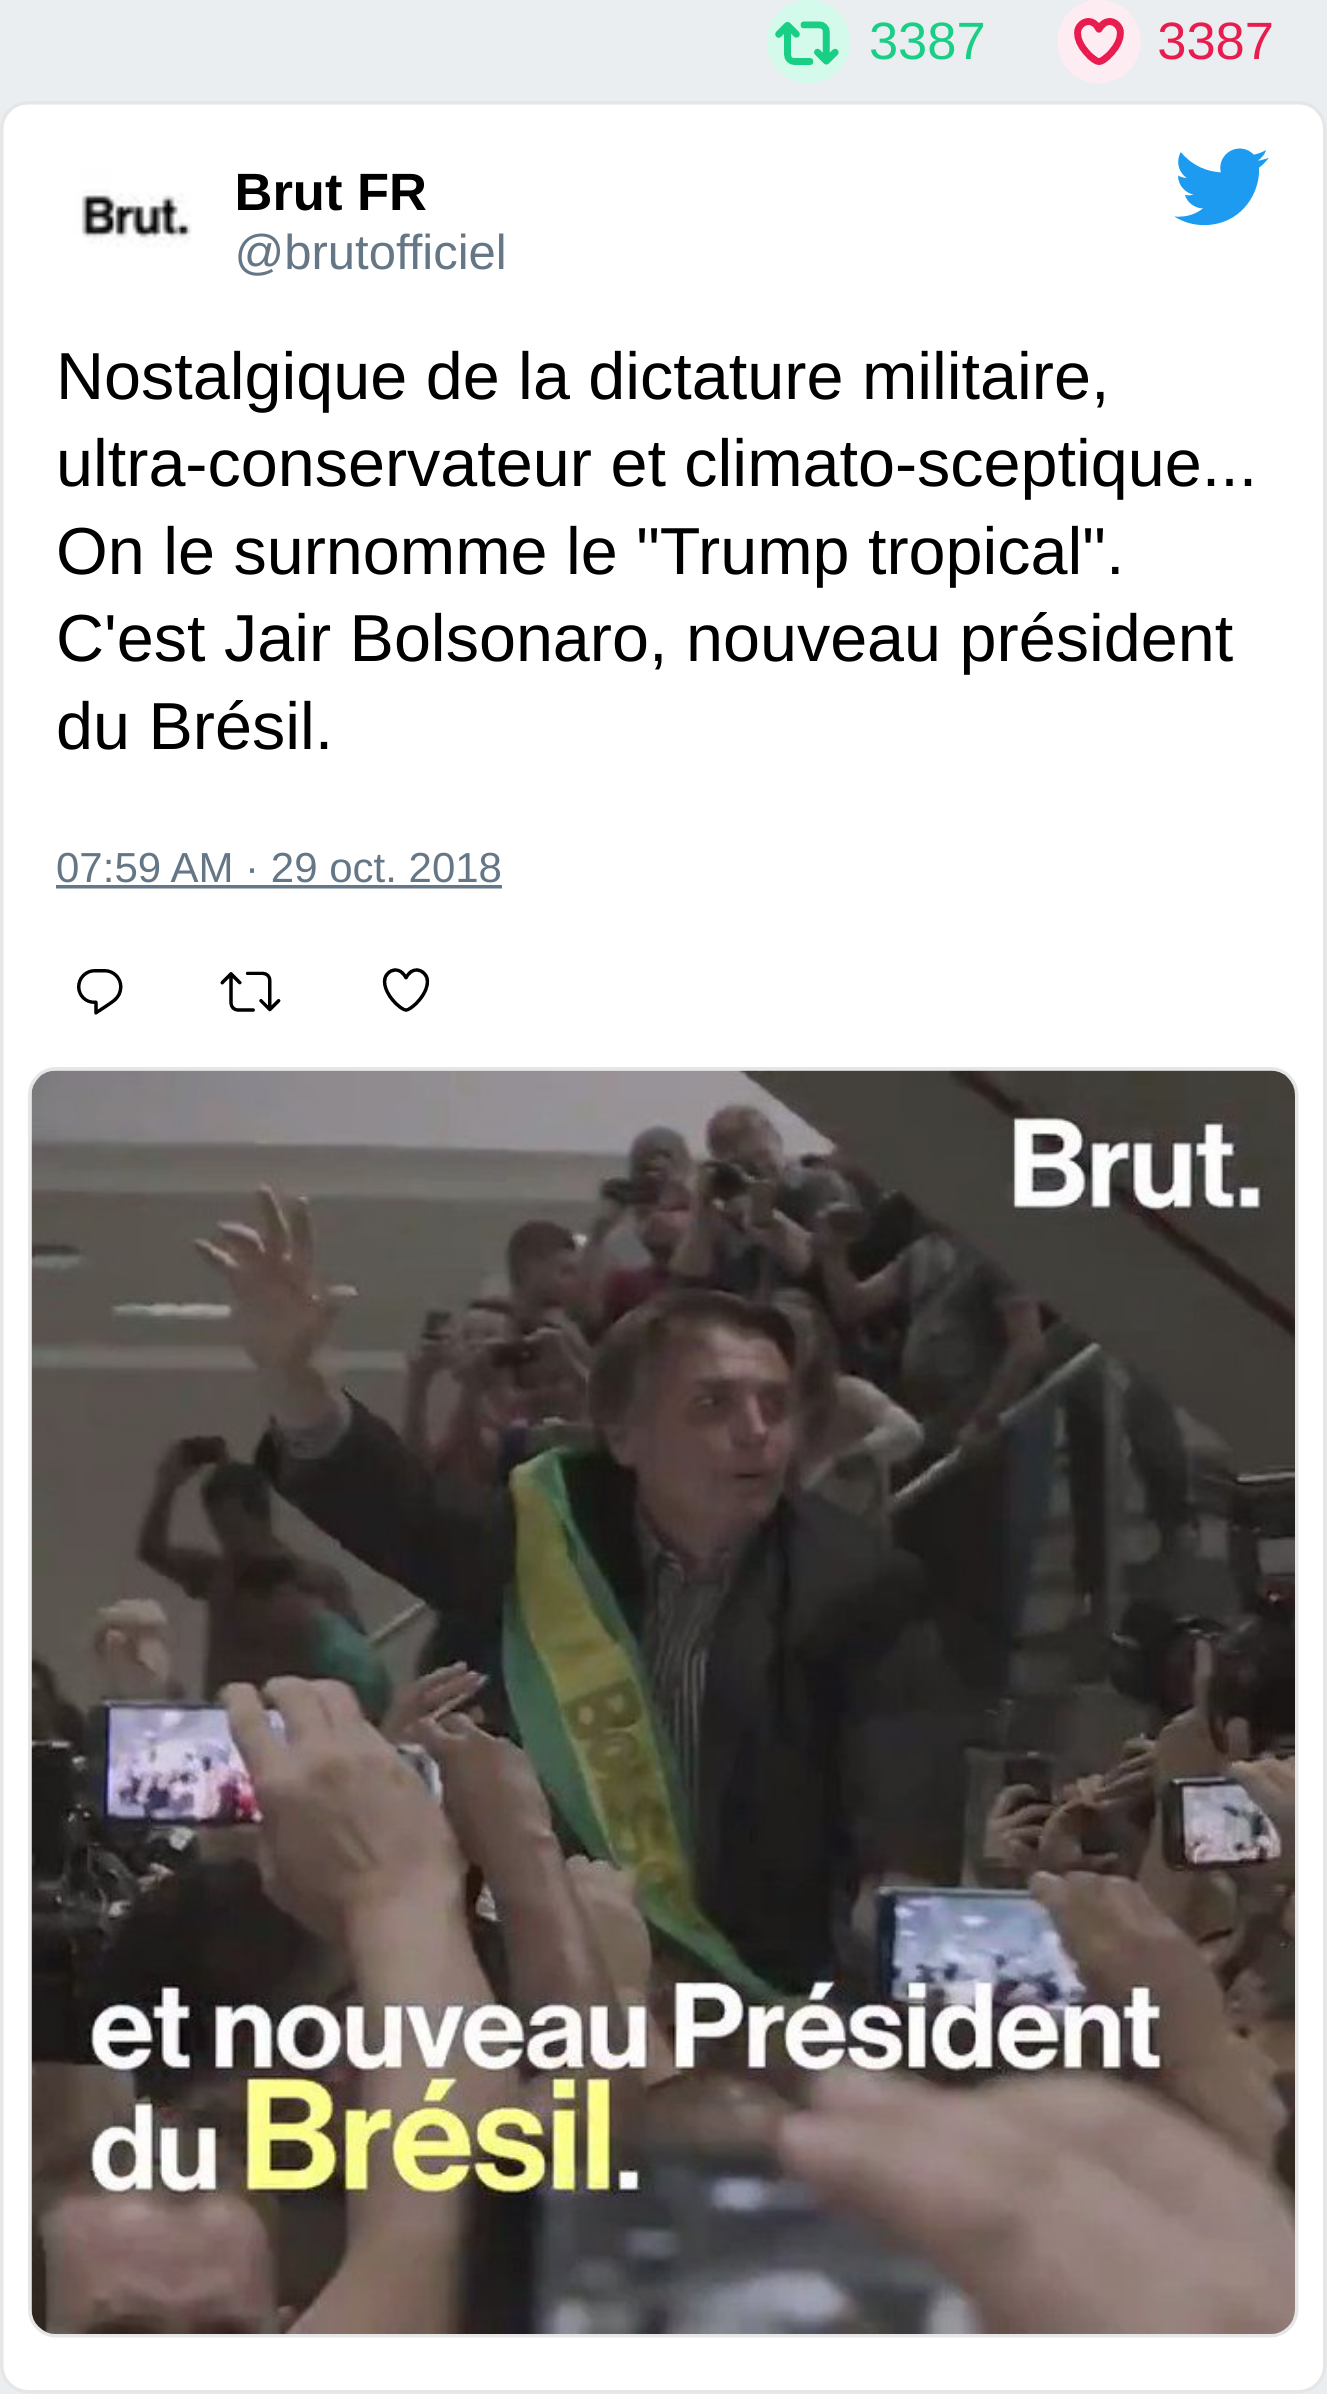 3387 3387
Brut.
Brut FR
@brutofficiel
Nostalgique de la dictature militaire,
ultra-conservateur et climato-sceptique...
On le surnomme le "Trump tropical".
C'est Jair Bolsonaro, nouveau président
du Brésil.
07:59 AM · 29 oct. 2018
Brut.
et nouveau Président
du Brésil.